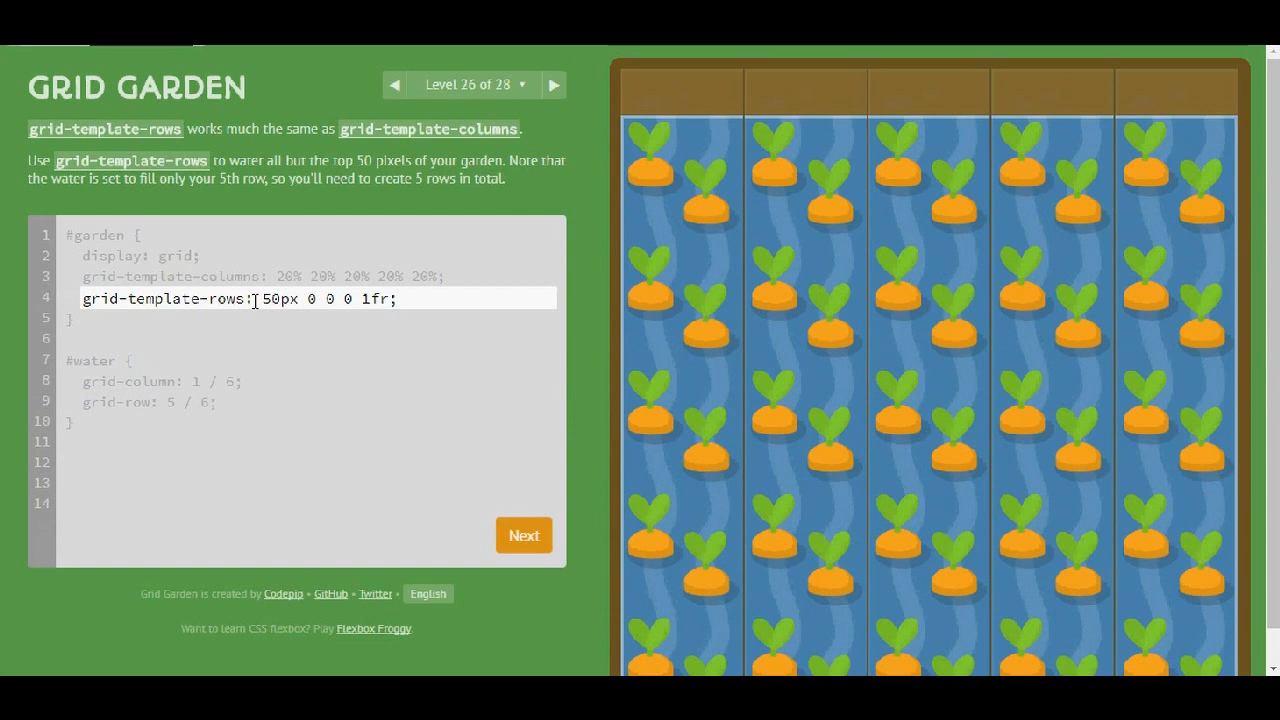 GRID GARDEN
◀ Level 26 of 28 ▼ ▶
grid-template-rows works much the same as grid-template-columns.
Use grid-template-rows to water all but the top 50 pixels of your garden. Note that
the water is set to fill only your 5th row, so you'll need to create 5 rows in total.
1 #garden {
2 display: grid;
3 grid-template-columns: 20% 20% 20% 20% 20%;
4 grid-template-rows: 50px 0 0 0 1fr;
5 }
6
7 #water {
8 grid-column: 1 / 6;
9 grid-row: 5 / 6;
10 }
11
12
13
14
Next
Grid Garden is created by Codepip • GitHub • Twitter • English
Want to learn CSS flexbox? Play Flexbox Froggy.